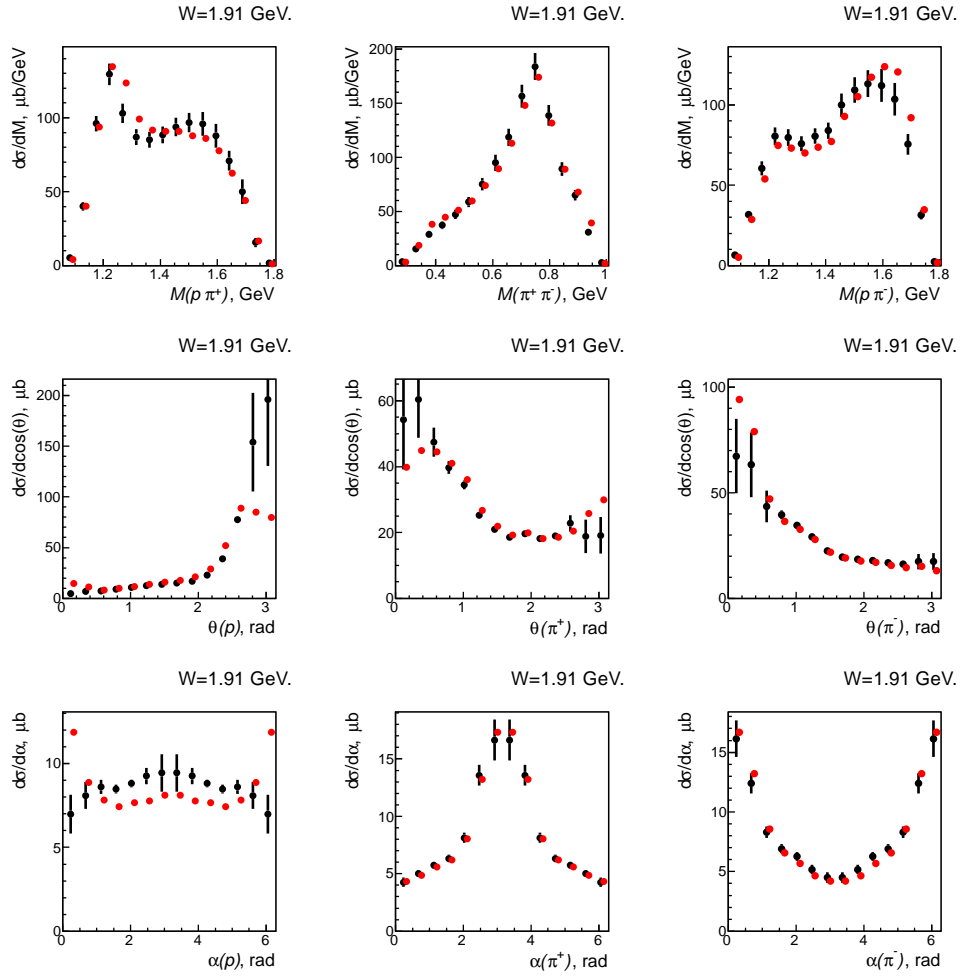 W=1.91 GeV.
dσ/dM, μb/GeV
100
50
0
1.2 1.4 1.6 1.8
M(p π⁺), GeV
W=1.91 GeV.
dσ/dM, μb/GeV
200
150
100
50
0
0.4 0.6 0.8 1
M(π⁺ π⁻), GeV
W=1.91 GeV.
dσ/dM, μb/GeV
150
100
50
0
1.2 1.4 1.6 1.8
M(p π⁻), GeV
W=1.91 GeV.
dσ/dcos(θ), μb
200
150
100
50
0
0 1 2 3
θ(p), rad
W=1.91 GeV.
dσ/dcos(θ), μb
60
40
20
0
0 1 2 3
θ(π⁺), rad
W=1.91 GeV.
dσ/dcos(θ), μb
100
50
0
0 1 2 3
θ(π⁻), rad
W=1.91 GeV.
dσ/dα, μb
10
5
0
0 2 4 6
α(p), rad
W=1.91 GeV.
dσ/dα, μb
15
10
5
0
0 2 4 6
α(π⁺), rad
W=1.91 GeV.
dσ/dα, μb
15
10
5
0
0 2 4 6
α(π⁻), rad